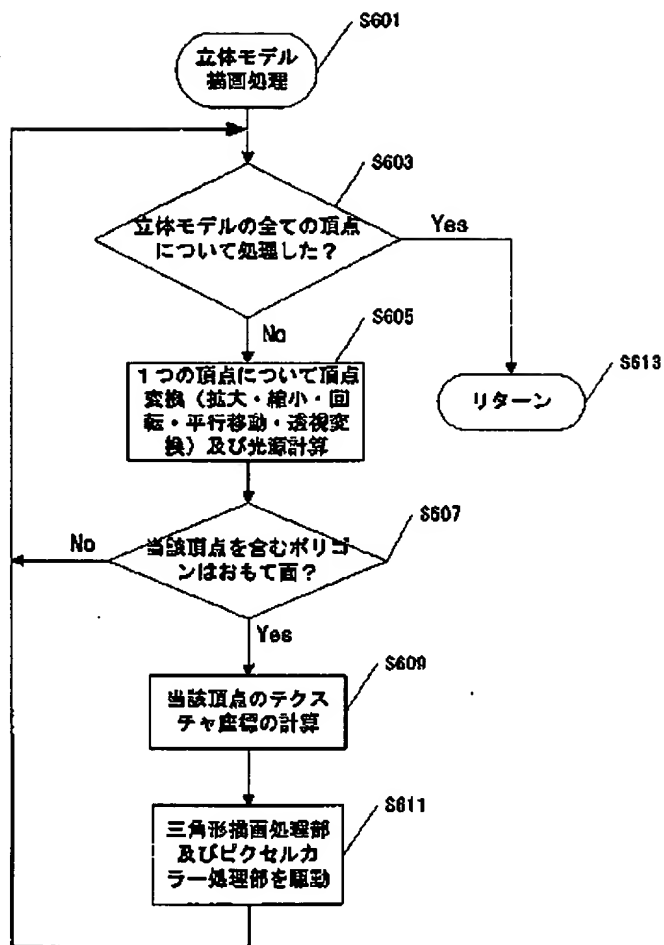 S601
立体モデル
描画処理
S603
立体モデルの全ての頂点
について処理した?
Yes
No
S605
1つの頂点について頂点
変換(拡大・縮小・回
転・平行移動・透視変
換)及び光源計算
リターン
S613
S607
当該頂点を含むポリゴ
ンはおもて面?
No
Yes
S609
当該頂点のテクス
チャ座標の計算
S611
三角形描画処理部
及びピクセルカ
ラー処理部を駆動